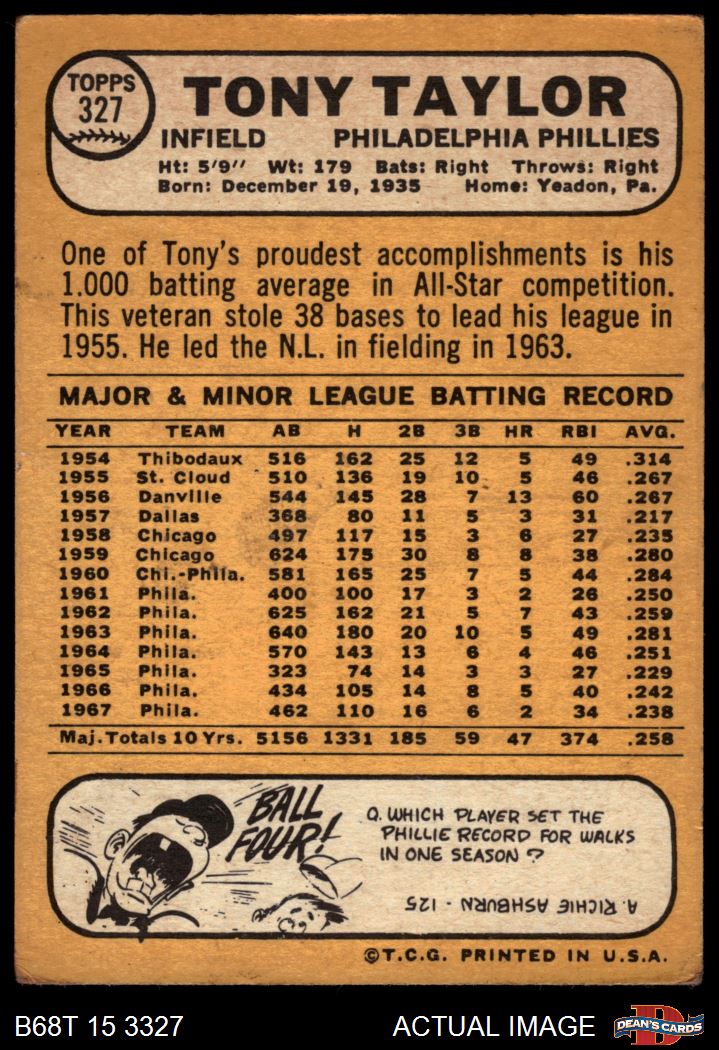 TOPPS
327
TONY TAYLOR
INFIELD PHILADELPHIA PHILLIES
Ht: 5'9" Wt: 179 Bats: Right Throws: Right
Born: December 19, 1935 Home: Yeadon, Pa.
One of Tony's proudest accomplishments is his
1.000 batting average in All-Star competition.
This veteran stole 38 bases to lead his league in
1955. He led the N.L. in fielding in 1963.
MAJOR & MINOR LEAGUE BATTING RECORD
YEAR TEAM AB H 2B 3B HR RBI AVG.
1954 Thibodaux 516 162 25 12 5 49 .314
1955 St. Cloud 510 136 19 10 5 46 .267
1956 Danville 544 145 28 7 13 60 .267
1957 Dallas 368 80 11 5 3 31 .217
1958 Chicago 497 117 15 3 6 27 .235
1959 Chicago 624 175 30 8 8 38 .280
1960 Chi.-Phila. 581 165 25 7 5 44 .284
1961 Phila. 400 100 17 3 2 26 .250
1962 Phila. 625 162 21 5 7 43 .259
1963 Phila. 640 180 20 10 5 49 .281
1964 Phila. 570 143 13 6 4 46 .251
1965 Phila. 323 74 14 3 3 27 .229
1966 Phila. 434 105 14 8 5 40 .242
1967 Phila. 462 110 16 6 2 34 .238
Maj. Totals 10 Yrs. 5156 1331 185 59 47 374 .258
BALL
FOUR!
Q. WHICH PLAYER SET THE
PHILLIE RECORD FOR WALKS
IN ONE SEASON?
A. RICHIE ASHBURN - 125
©T.C.G. PRINTED IN U.S.A.
B68T 15 3327 ACTUAL IMAGE
D
DEAN'S CARDS